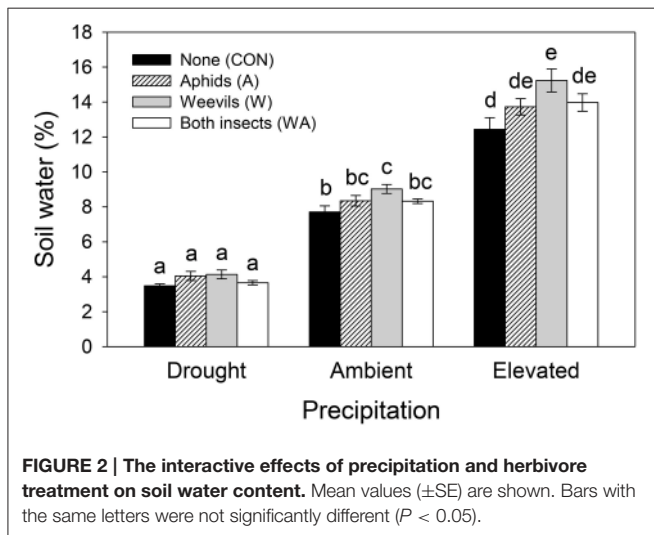 18
16
14
12
10
8
6
4
2
0
Soil water (%)
None (CON)
Aphids (A)
Weevils (W)
Both insects (WA)
a a a a
b bc c bc
d de e de
Drought Ambient Elevated
Precipitation
FIGURE 2 | The interactive effects of precipitation and herbivore
treatment on soil water content. Mean values (±SE) are shown. Bars with
the same letters were not significantly different (P < 0.05).